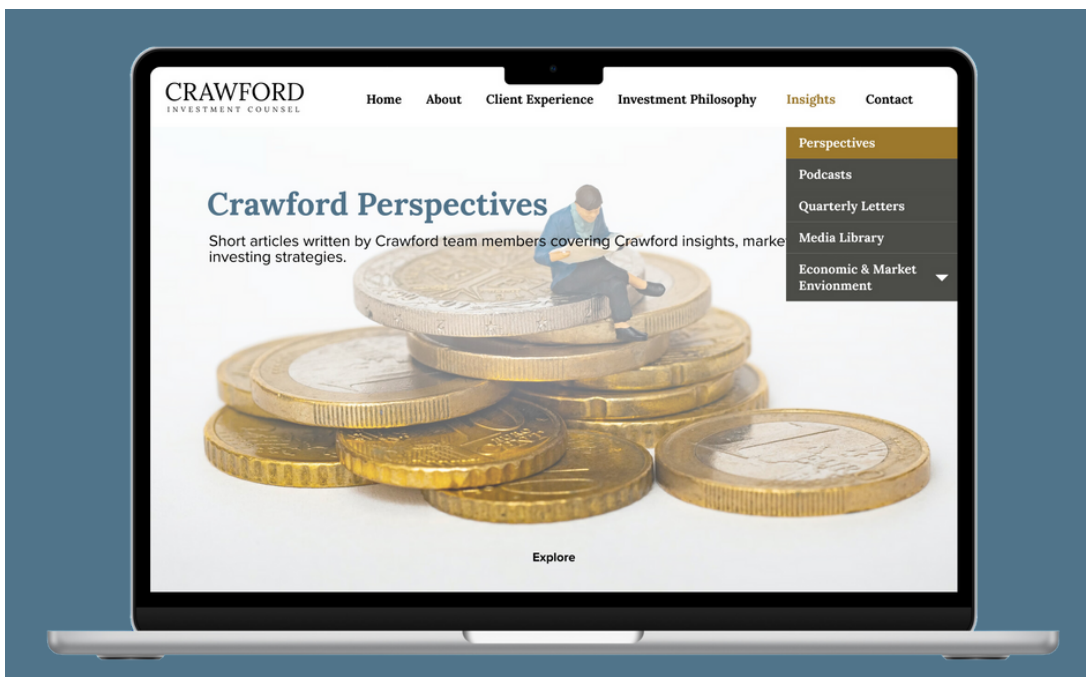 CRAWFORD
INVESTMENT COUNSEL
Home About Client Experience Investment Philosophy Insights Contact
Perspectives
Podcasts
Quarterly Letters
Media Library
Economic & Market
Envionment
Crawford Perspectives
Short articles written by Crawford team members covering Crawford insights, marke
investing strategies.
Explore